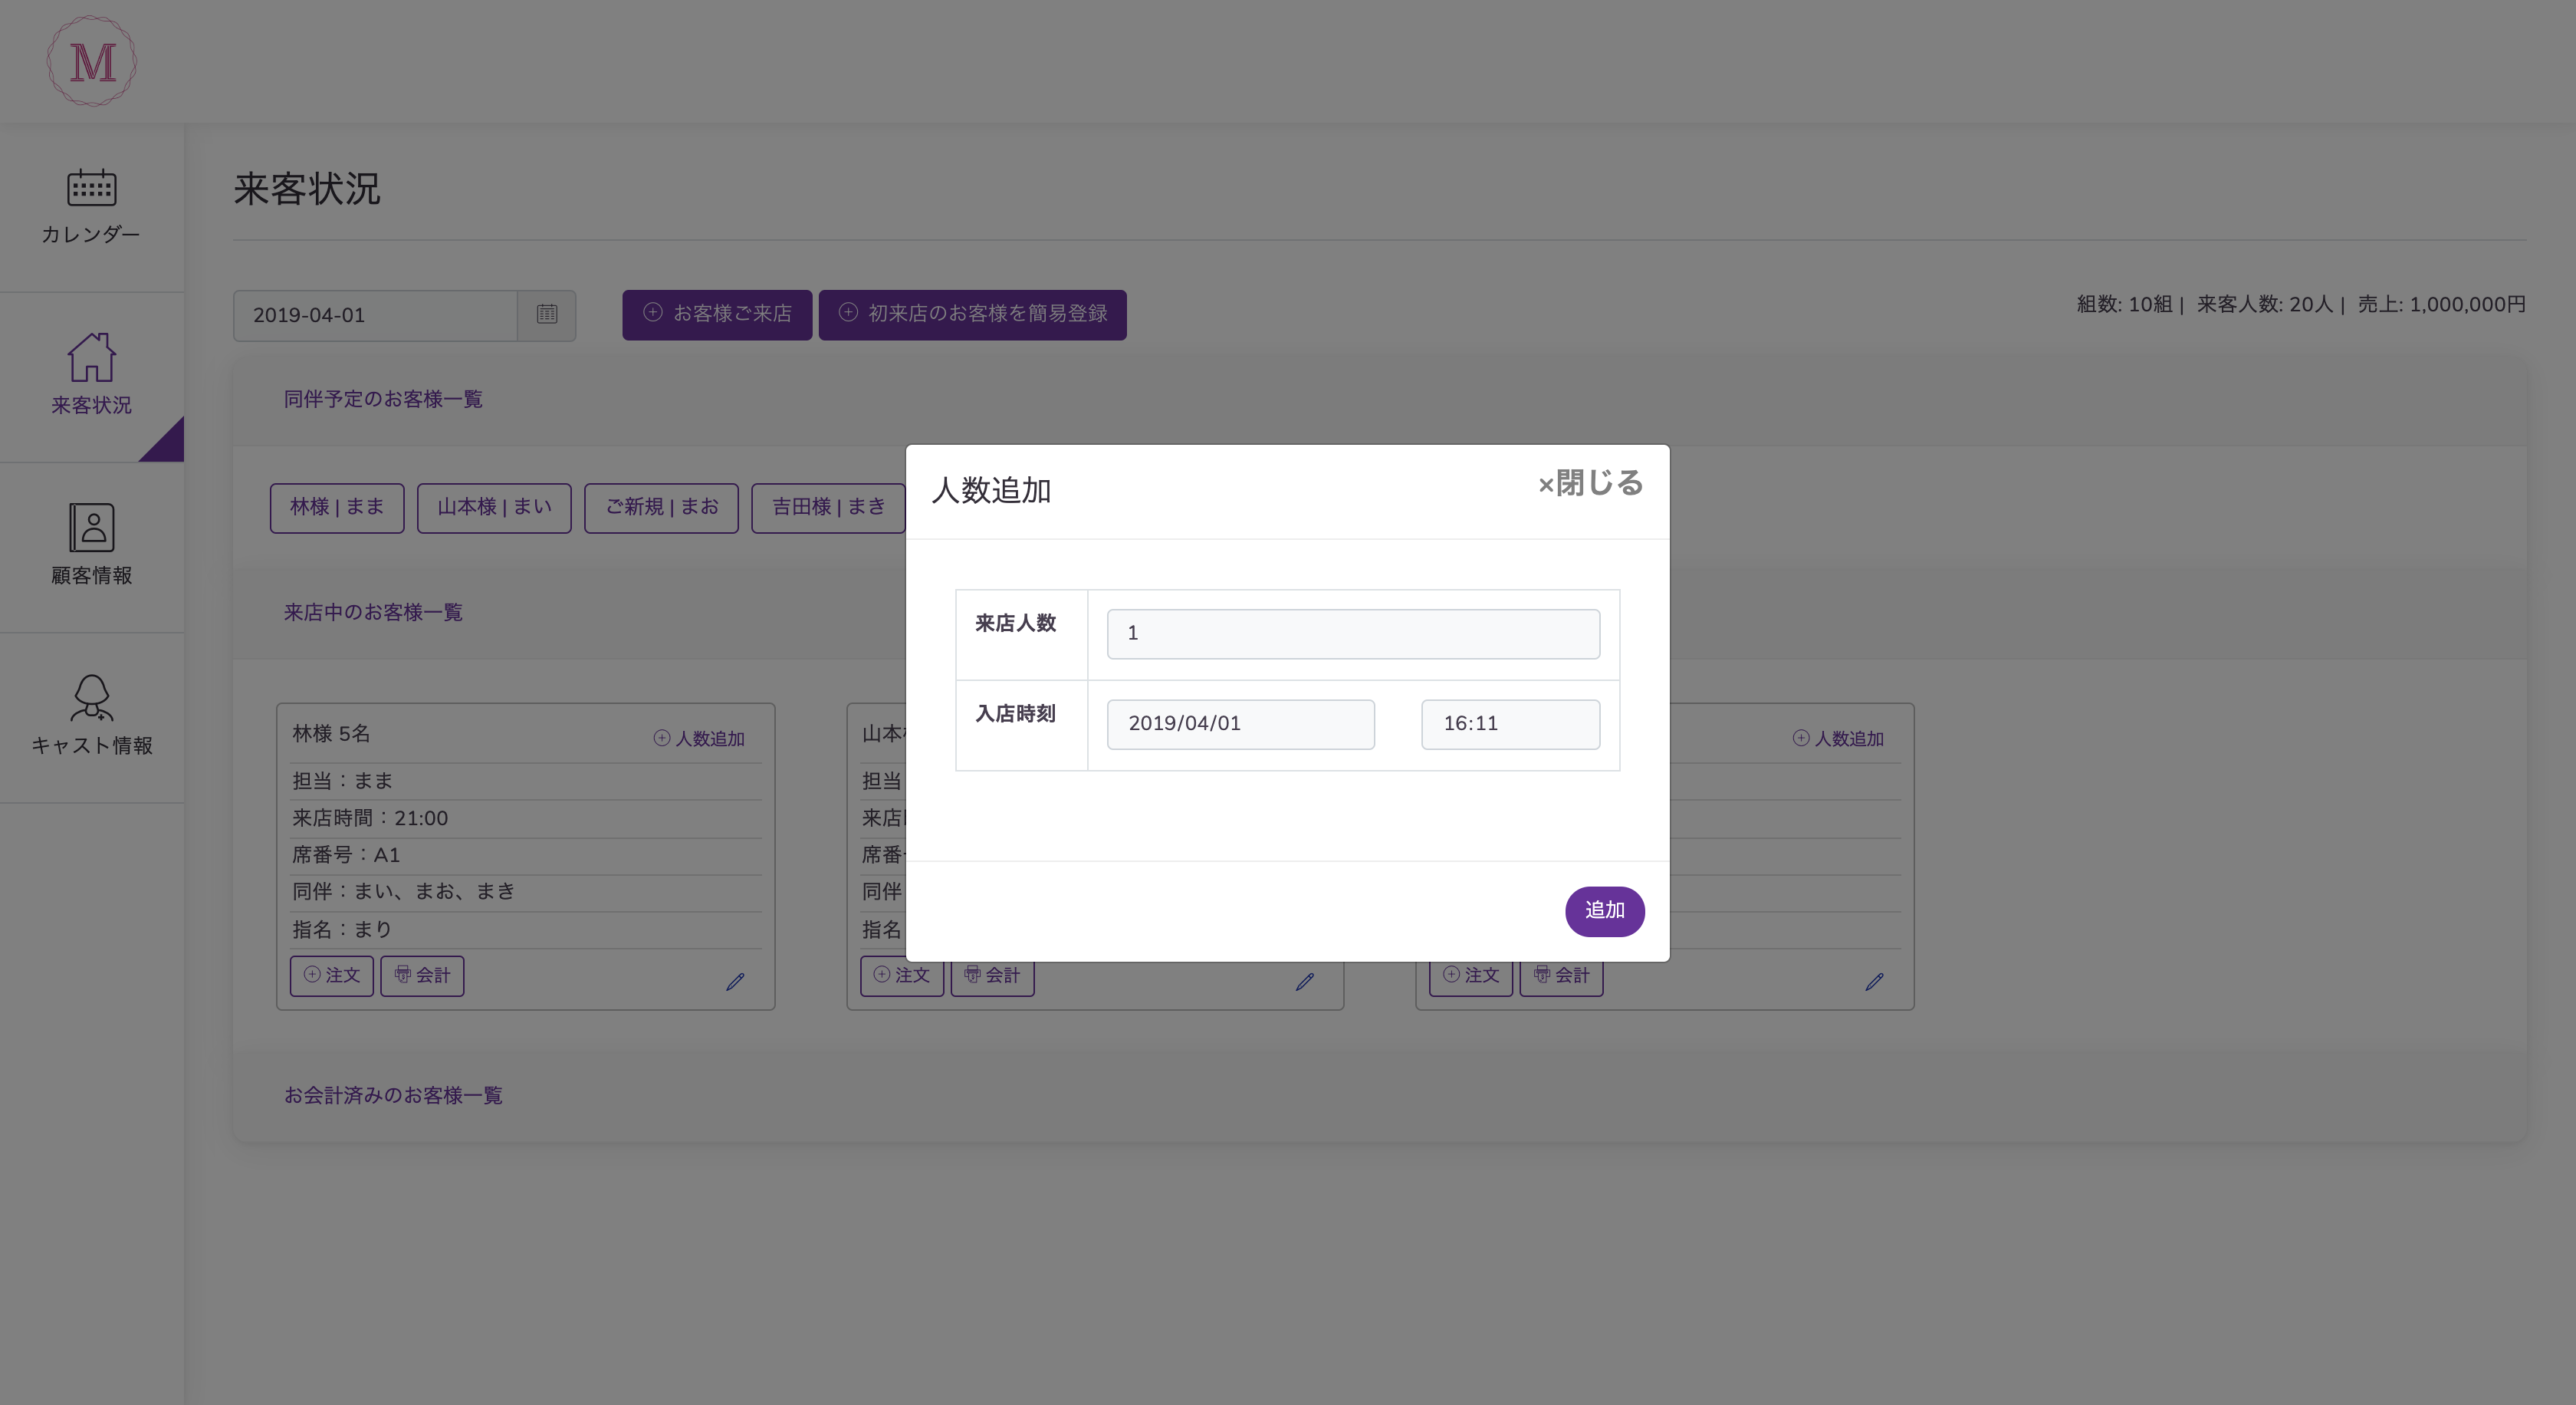 M
カレンダー
来客状況
顧客情報
キャスト情報
来客状況
2019-04-01
お客様ご来店
初来店のお客様を簡易登録
組数: 10組 | 来客人数: 20人 | 売上: 1,000,000円
同伴予定のお客様一覧
林様 | まま
山本様 | まい
ご新規 | まお
吉田様 | まき
来店中のお客様一覧
林様 5名
人数追加
担当：まま
来店時間：21:00
席番号：A1
同伴：まい、まお、まき
指名：まり
注文
会計
山本
担当
来店
席番
同伴
指名
注文
会計
人数追加
注文
会計
お会計済みのお客様一覧
人数追加
×閉じる
来店人数
1
入店時刻
2019/04/01
16:11
追加